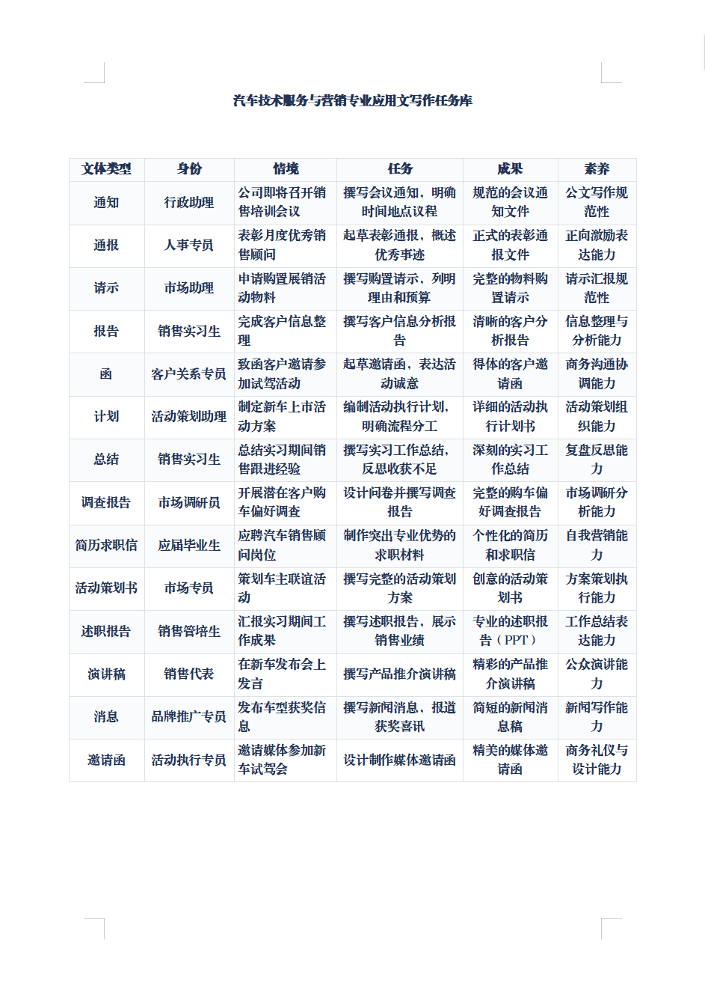 汽车技术服务与营销专业应用文写作任务库
文体类型 身份 情境 任务 成果 素养
通知 行政助理 公司即将召开销售培训会议 撰写会议通知，明确时间地点议程 规范的会议通知文件 公文写作规范性
通报 人事专员 表彰月度优秀销售顾问 起草表彰通报，概述优秀事迹 正式的表彰通报文件 正向激励表达能力
请示 市场助理 申请购置展销活动物料 撰写购置请示，列明理由和预算 完整的物料购置请示 请示汇报规范性
报告 销售实习生 完成客户信息整理 撰写客户信息分析报告 清晰的客户分析报告 信息整理与分析能力
函 客户关系专员 致函客户邀请参加试驾活动 起草邀请函，表达活动诚意 得体的客户邀请函 商务沟通协调能力
计划 活动策划助理 制定新车上市活动方案 编制活动执行计划，明确流程分工 详细的活动执行计划书 活动策划组织能力
总结 销售实习生 总结实习期间销售跟进经验 撰写实习工作总结，反思收获不足 深刻的实习工作总结 复盘反思能力
调查报告 市场调研员 开展潜在客户购车偏好调查 设计问卷并撰写调查报告 完整的购车偏好调查报告 市场调研分析能力
简历求职信 应届毕业生 应聘汽车销售顾问岗位 制作突出专业优势的求职材料 个性化的简历和求职信 自我营销能力
活动策划书 市场专员 策划车主联谊活动 撰写完整的活动策划方案 创意的活动策划书 方案策划执行能力
述职报告 销售管培生 汇报实习期间工作成果 撰写述职报告，展示销售业绩 专业的述职报告（PPT） 工作总结表达能力
演讲稿 销售代表 在新车发布会上发言 撰写产品推介演讲稿 精彩的产品推介演讲稿 公众演讲能力
消息 品牌推广专员 发布车型获奖信息 撰写新闻消息，报道获奖喜讯 简短的新闻消息稿 新闻写作能力
邀请函 活动执行专员 邀请媒体参加新车试驾会 设计制作媒体邀请函 精美的媒体邀请函 商务礼仪与设计能力